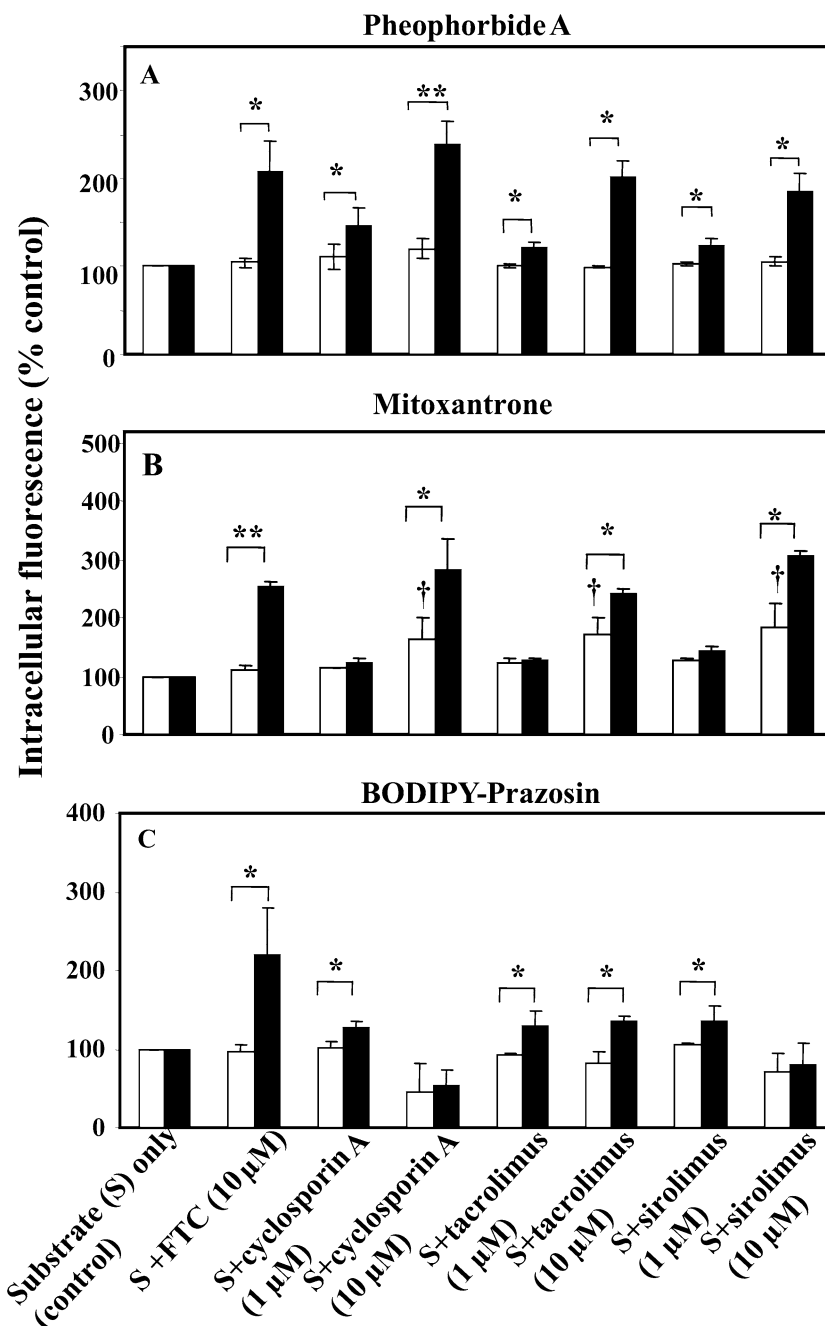 Pheophorbide A
A
300
200
100
0
* * ** * * * *
Mitoxantrone
B
500
400
300
200
100
0
** * * *
† † †
BODIPY-Prazosin
C
400
300
200
100
0
* * * * *
Intracellular fluorescence (% control)
Substrate (S) only
(control)
S +FTC (10 µM)
S+cyclosporin A
(1 µM)
S+cyclosporin A
(10 µM)
S+tacrolimus
(1 µM)
S+tacrolimus
(10 µM)
S+sirolimus
(1 µM)
S+sirolimus
(10 µM)